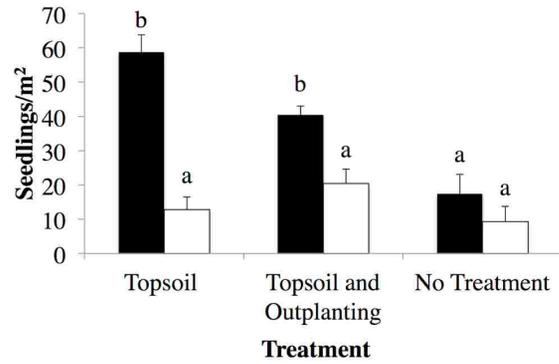 70
60
50
40
30
20
10
0
Seedlings/m²
b
a
b
a
a
a
Topsoil
Topsoil and
Outplanting
No Treatment
Treatment